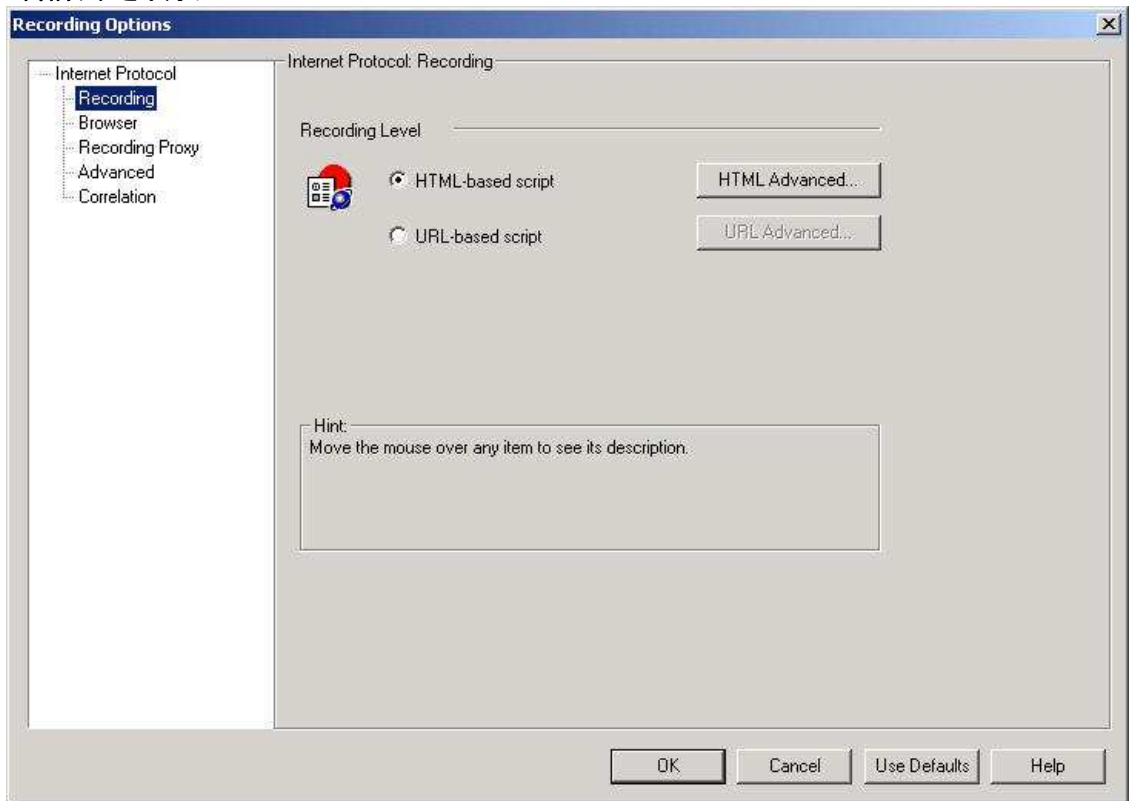 Recording Options
Internet Protocol
Recording
Browser
Recording Proxy
Advanced
Correlation
Internet Protocol: Recording
Recording Level
HTML-based script
HTML Advanced...
URL-based script
URL Advanced...
Hint:
Move the mouse over any item to see its description.
OK
Cancel
Use Defaults
Help